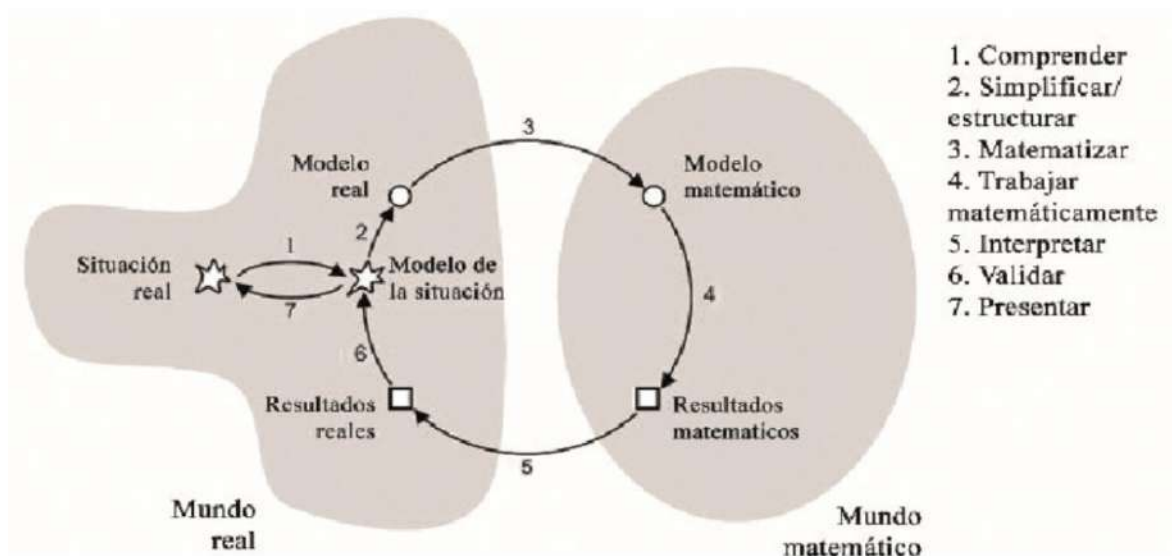 1. Comprender
2. Simplificar/
estructurar
3. Matematizar
4. Trabajar
matemáticamente
5. Interpretar
6. Validar
7. Presentar
3
Modelo
real
Modelo
matemático
2
1
Situación
real
Modelo de
la situación
7
4
6
Resultados
reales
Resultados
matematicos
5
Mundo
real
Mundo
matemático